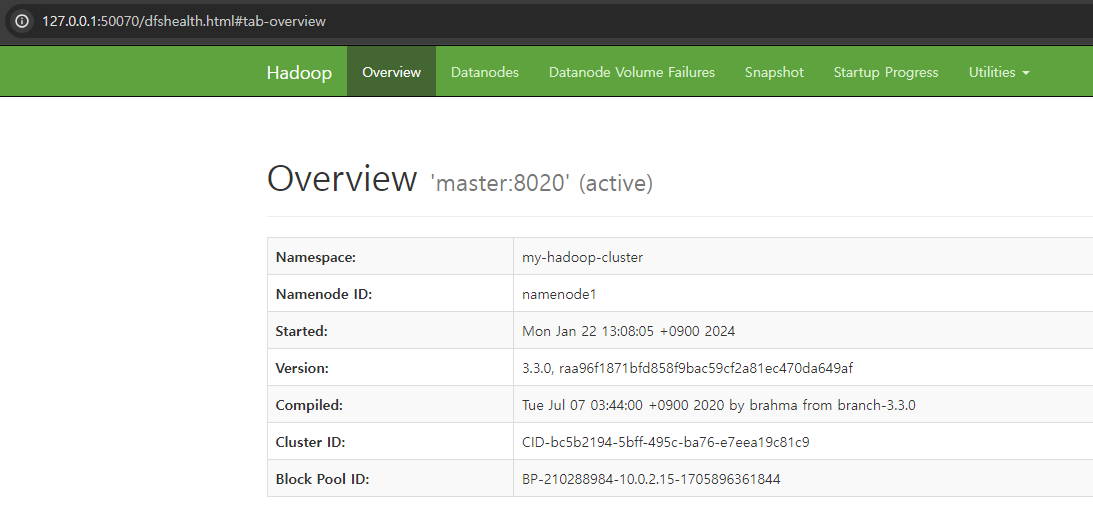 127.0.0.1:50070/dfshealth.html#tab-overview
Hadoop Overview Datanodes Datanode Volume Failures Snapshot Startup Progress Utilities
Overview 'master:8020' (active)
Namespace: my-hadoop-cluster
Namenode ID: namenode1
Started: Mon Jan 22 13:08:05 +0900 2024
Version: 3.3.0, raa96f1871bfd858f9bac59cf2a81ec470da649af
Compiled: Tue Jul 07 03:44:00 +0900 2020 by brahma from branch-3.3.0
Cluster ID: CID-bc5b2194-5bff-495c-ba76-e7eea19c81c9
Block Pool ID: BP-210288984-10.0.2.15-1705896361844